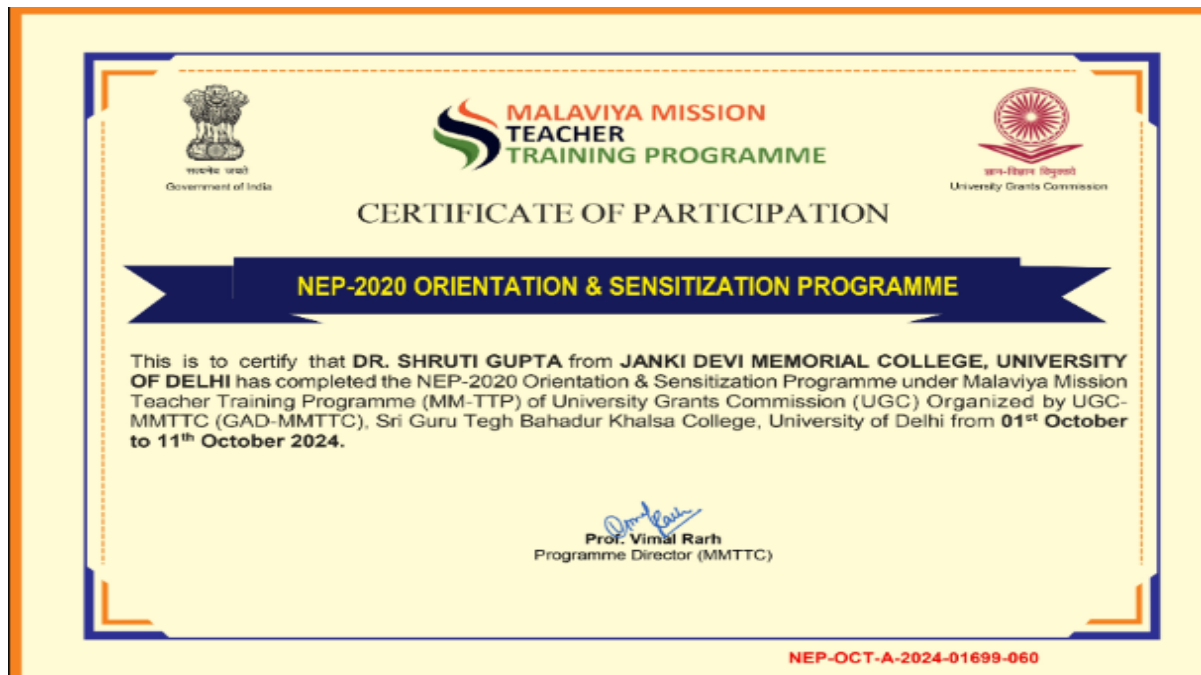 MALAVIYA MISSION
TEACHER
TRAINING PROGRAMME
सत्यमेव जयते
Government of India
ज्ञान-विज्ञान विमुक्तये
University Grants Commission
CERTIFICATE OF PARTICIPATION
NEP-2020 ORIENTATION & SENSITIZATION PROGRAMME
This is to certify that DR. SHRUTI GUPTA from JANKI DEVI MEMORIAL COLLEGE, UNIVERSITY
OF DELHI has completed the NEP-2020 Orientation & Sensitization Programme under Malaviya Mission
Teacher Training Programme (MM-TTP) of University Grants Commission (UGC) Organized by UGC-
MMTTC (GAD-MMTTC), Sri Guru Tegh Bahadur Khalsa College, University of Delhi from 01st October
to 11th October 2024.
Prof. Vimal Rarh
Programme Director (MMTTC)
NEP-OCT-A-2024-01699-060